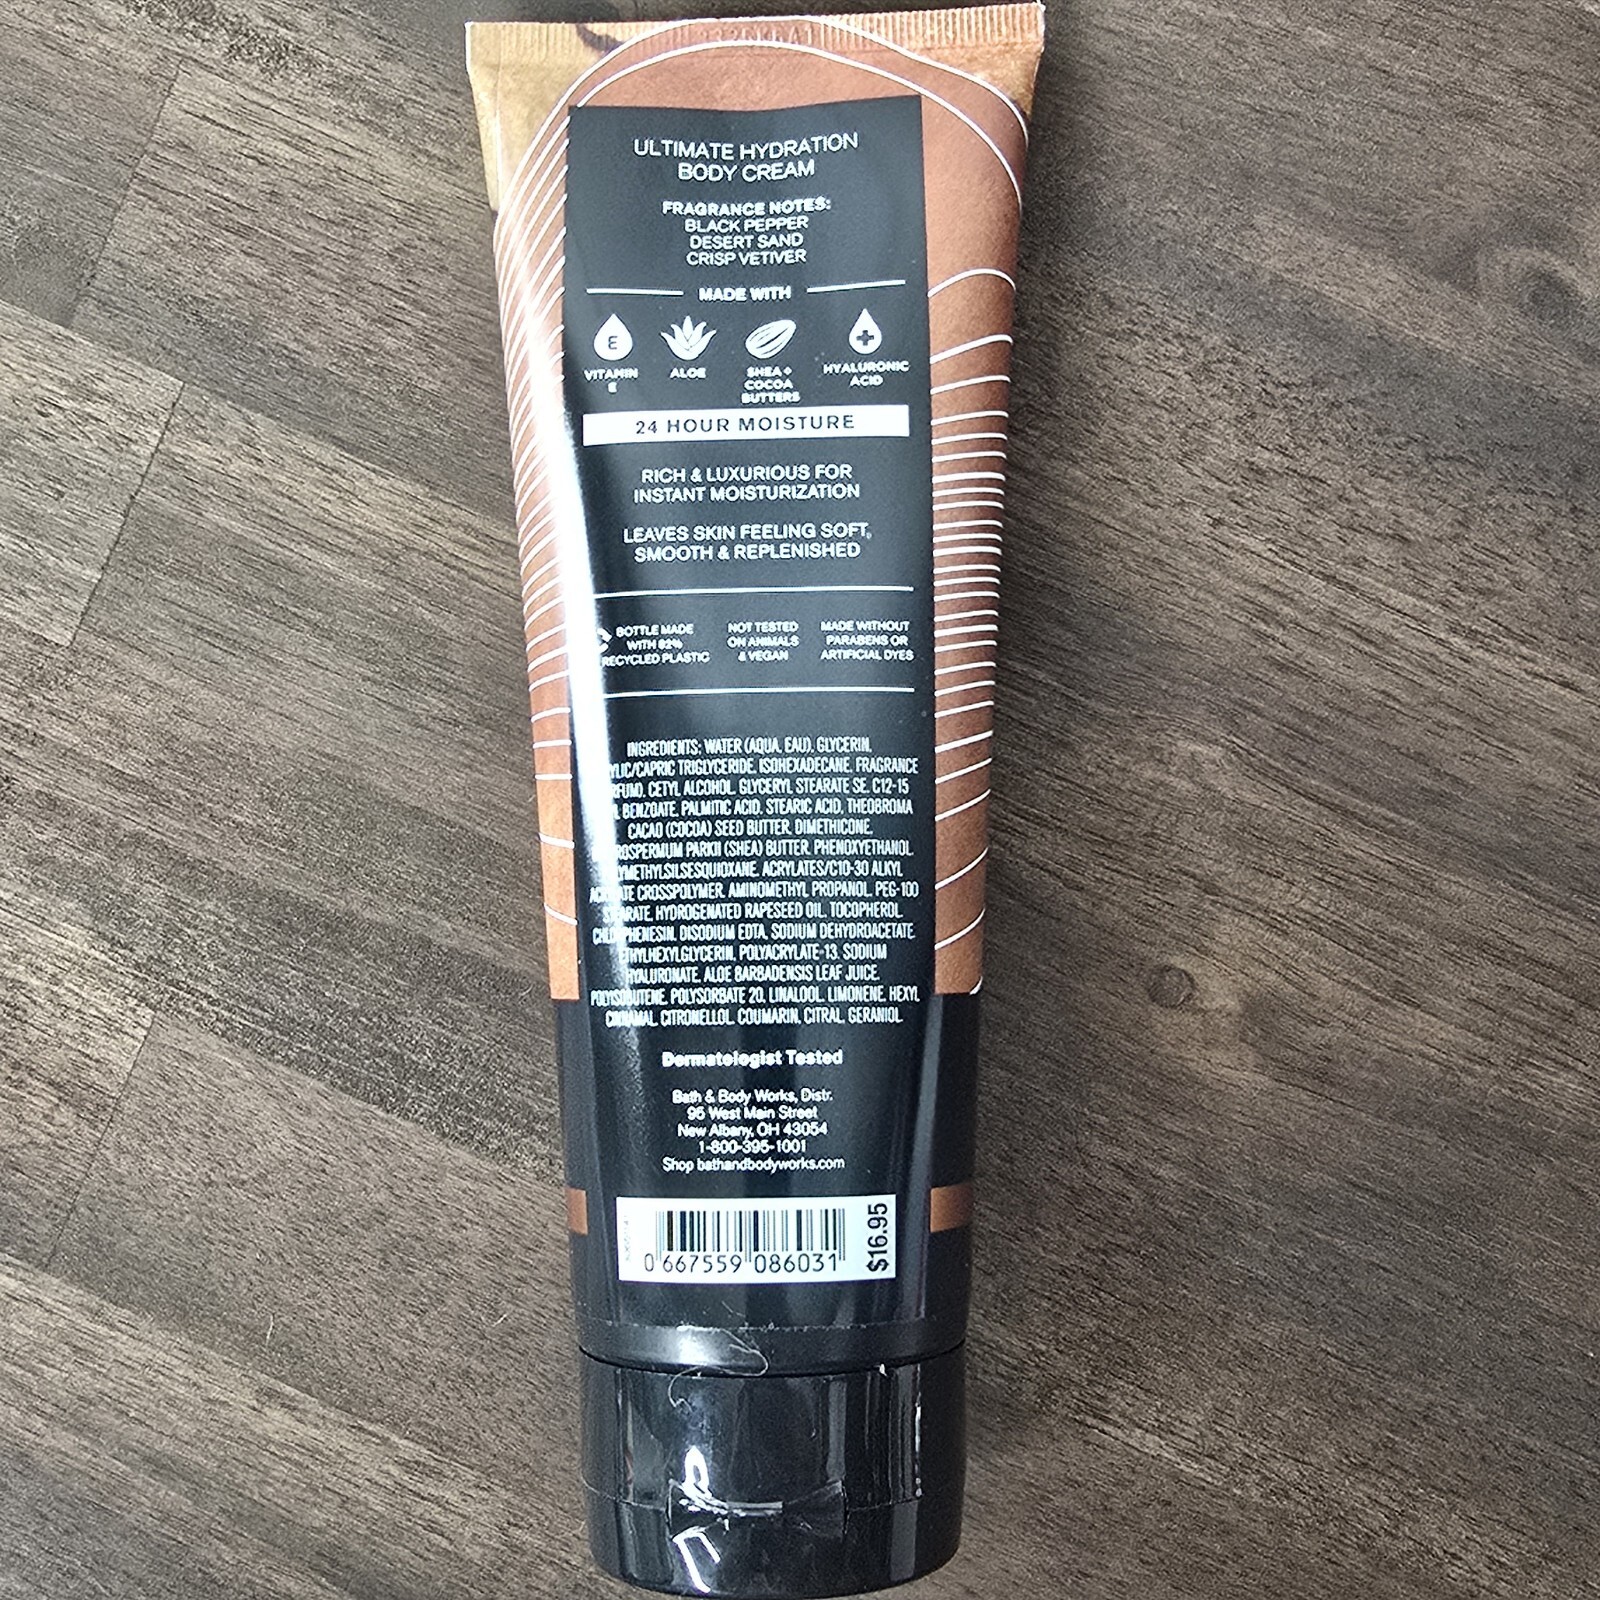 ULTIMATE HYDRATION
BODY CREAM
FRAGRANCE NOTES:
BLACK PEPPER
DESERT SAND
CRISP VETIVER
MADE WITH
E
VITAMIN
E
ALOE
SHEA +
COCOA
BUTTERS
HYALURONIC
ACID
24 HOUR MOISTURE
RICH & LUXURIOUS FOR
INSTANT MOISTURIZATION
LEAVES SKIN FEELING SOFT,
SMOOTH & REPLENISHED
BOTTLE MADE
WITH 82%
RECYCLED PLASTIC
NOT TESTED
ON ANIMALS
& VEGAN
MADE WITHOUT
PARABENS OR
ARTIFICIAL DYES
INGREDIENTS: WATER (AQUA, EAU), GLYCERIN,
TRIGLYCERIDE, ISOHEXADECANE, FRAGRANCE
CETYL ALCOHOL, GLYCERYL STEARATE SE, C12-15
BENZOATE, PALMITIC ACID, STEARIC ACID, THEOBROMA
CACAO (COCOA) SEED BUTTER, DIMETHICONE,
PARKII (SHEA) BUTTER, PHENOXYETHANOL,
ACRYLATES/C10-30 ALKYL
CROSSPOLYMER, AMINOMETHYL PROPANOL, PEG-100
STEARATE, HYDROGENATED RAPESEED OIL, TOCOPHEROL,
CHLORPHENESIN, DISODIUM EDTA, SODIUM DEHYDROACETATE,
ETHYLHEXYLGLYCERIN, POLYACRYLATE-13, SODIUM
HYALURONATE, ALOE BARBADENSIS LEAF JUICE,
POLYISOBUTENE, POLYSORBATE 20, LINALOOL, LIMONENE, HEXYL
CINNAMAL, CITRONELLOL, COUMARIN, CITRAL, GERANIOL
Dermatologist Tested
Bath & Body Works, Distr.
95 West Main Street
New Albany, OH 43054
1-800-395-1001
Shop bathandbodyworks.com
0 667559 086031
$16.95